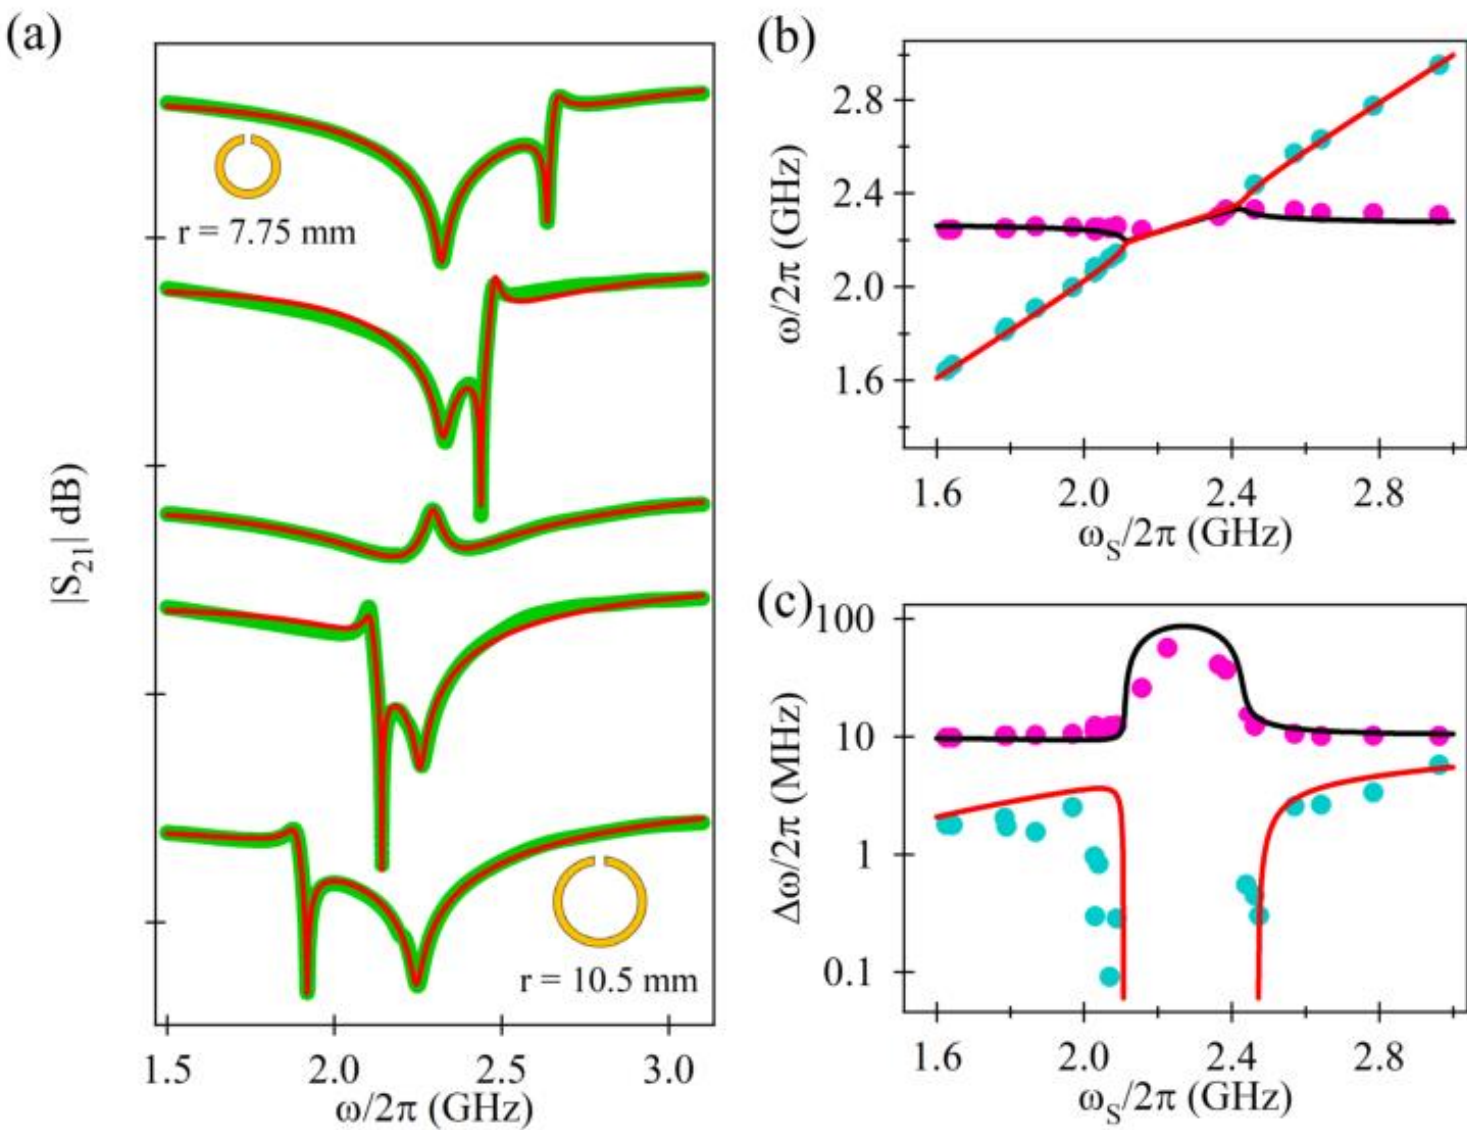 (a)
r = 7.75 mm
|S21| dB
r = 10.5 mm
1.5 2.0 2.5 3.0
ω/2π (GHz)
(b)
2.8
2.4
2.0
1.6
ω/2π (GHz)
1.6 2.0 2.4 2.8
ωS/2π (GHz)
(c)
100
10
1
0.1
Δω/2π (MHz)
1.6 2.0 2.4 2.8
ωS/2π (GHz)